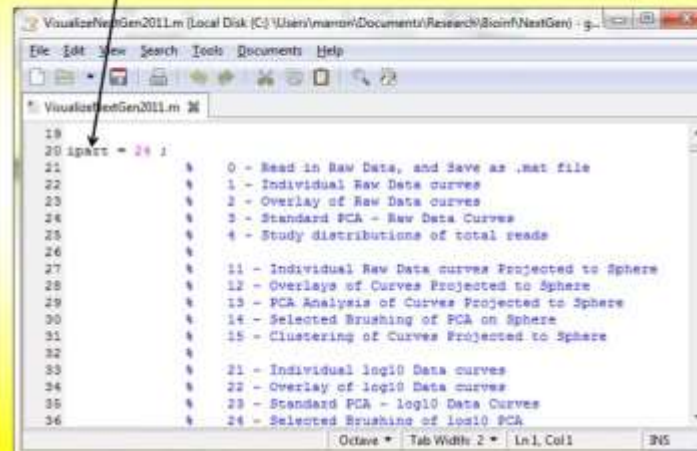 VisualizeNextGen2011.m (Local Disk (C:) \Users\marron\Documents\Research\Bioinf\NextGen) - g...
File Edit View Search Tools Documents Help
VisualizeNextGen2011.m
19
20 ipart = 24 ;
21 % 0 - Read in Raw Data, and Save as .mat file
22 % 1 - Individual Raw Data curves
23 % 2 - Overlay of Raw Data curves
24 % 3 - Standard PCA - Raw Data Curves
25 % 4 - Study distributions of total reads
26 %
27 % 11 - Individual Raw Data curves Projected to Sphere
28 % 12 - Overlays of Curves Projected to Sphere
29 % 13 - PCA Analysis of Curves Projected to Sphere
30 % 14 - Selected Brushing of PCA on Sphere
31 % 15 - Clustering of Curves Projected to Sphere
32 %
33 % 21 - Individual log10 Data curves
34 % 22 - Overlay of log10 Data curves
35 % 23 - Standard PCA - log10 Data Curves
36 % 24 - Selected Brushing of log10 PCA
Octave Tab Width: 2 Ln 1, Col 1 INS